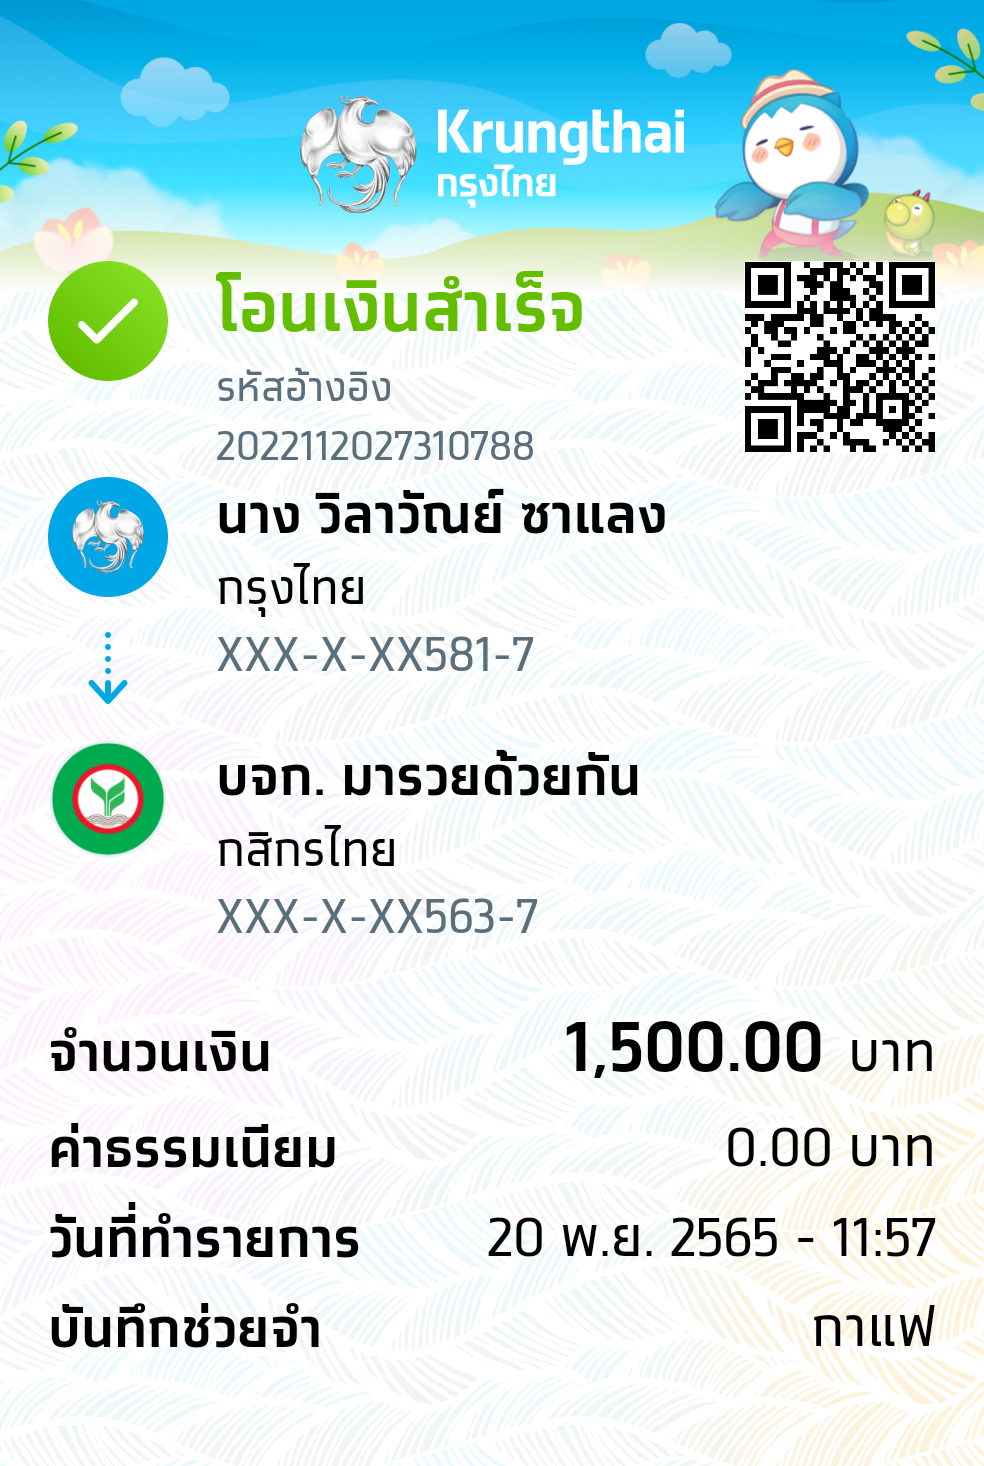 Krungthai
กรุงไทย
โอนเงินสำเร็จ
รหัสอ้างอิง
2022112027310788
นาง วิลาวัณย์ ซาแลง
กรุงไทย
XXX-X-XX581-7
บจก. มารวยด้วยกัน
กสิกรไทย
XXX-X-XX563-7
จำนวนเงิน 1,500.00 บาท
ค่าธรรมเนียม 0.00 บาท
วันที่ทำรายการ 20 พ.ย. 2565 - 11:57
บันทึกช่วยจำ กาแฟ